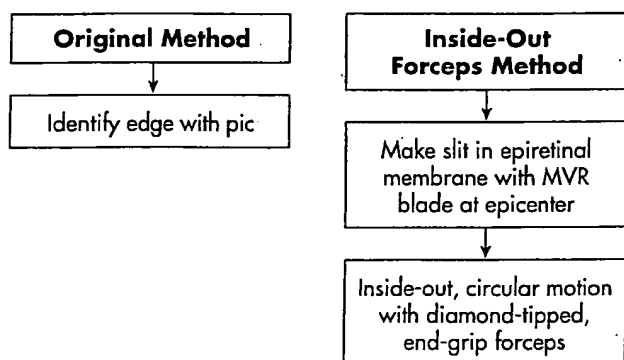 Original Method
Identify edge with pic
Inside-Out
Forceps Method
Make slit in epiretinal
membrane with MVR
blade at epicenter
Inside-out, circular motion
with diamond-tipped,
end-grip forceps